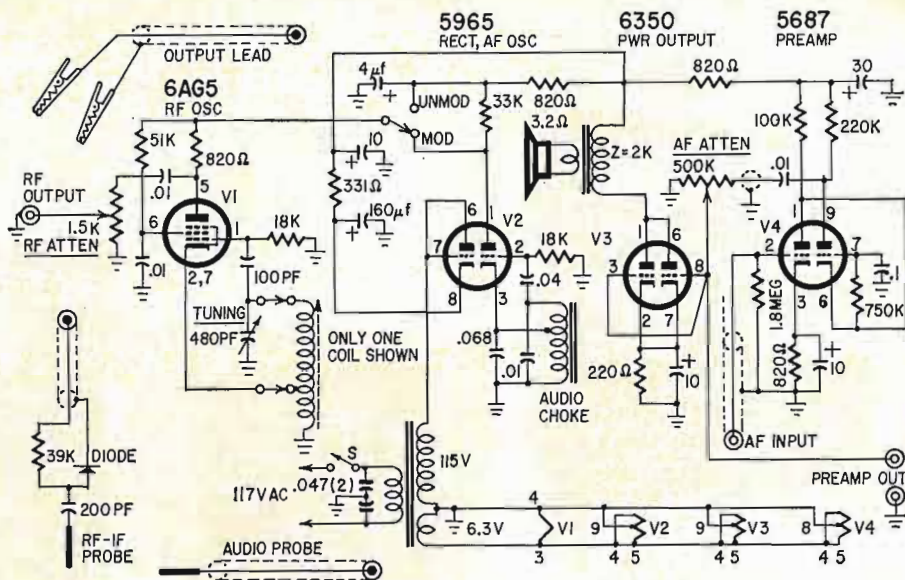 OUTPUT LEAD
5965
RECT, AF OSC
6350
PWR OUTPUT
5687
PREAMP
6AG5
RF OSC
4 μf
+
UNMOD
MOD
33K
820Ω
3.2Ω
Z=2K
820Ω
30
+
100K
220K
51K
820Ω
AF ATTEN
500K
.01
RF
OUTPUT
1.5K
RF ATTEN
.01
5
V1
6
1
2,7
18K
.01
100PF
10
+
331Ω
+
160μf
6
1
V2
7
2
8
3
18K
.04
.068
.01
AUDIO
CHOKE
1
6
V3
3
8
2
7
220Ω
+
10
1
9
V4
2
7
3
6
1.8MEG
820Ω
+
10
.1
750K
TUNING
480PF
ONLY ONE
COIL SHOWN
AF INPUT
PREAMP OUT
39K
DIODE
200PF
RF-IF
PROBE
AUDIO PROBE
S
117V AC
.047(2)
115V
6.3V
4
3
V1
9
4 5
V2
9
4 5
V3
8
4 5
V4